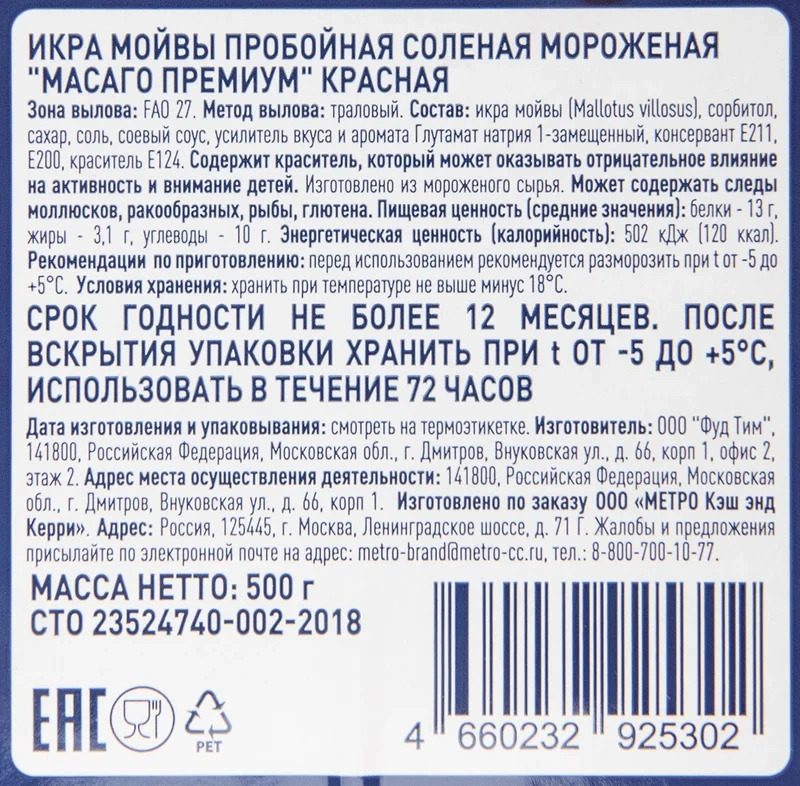 ИКРА МОЙВЫ ПРОБОЙНАЯ СОЛЕНАЯ МОРОЖЕНАЯ
"МАСАГО ПРЕМИУМ" КРАСНАЯ
Зона вылова: FAO 27. Метод вылова: траловый. Состав: икра мойвы (Mallotus villosus), сорбитол,
сахар, соль, соевый соус, усилитель вкуса и аромата Глутамат натрия 1-замещенный, консервант Е211,
Е200, краситель Е124. Содержит краситель, который может оказывать отрицательное влияние
на активность и внимание детей. Изготовлено из мороженого сырья. Может содержать следы
моллюсков, ракообразных, рыбы, глютена. Пищевая ценность (средние значения): белки - 13 г,
жиры - 3,1 г, углеводы - 10 г. Энергетическая ценность (калорийность): 502 кДж (120 ккал).
Рекомендации по приготовлению: перед использованием рекомендуется разморозить при t от -5 до
+5°С. Условия хранения: хранить при температуре не выше минус 18°С.
СРОК ГОДНОСТИ НЕ БОЛЕЕ 12 МЕСЯЦЕВ. ПОСЛЕ
ВСКРЫТИЯ УПАКОВКИ ХРАНИТЬ ПРИ t ОТ -5 ДО +5°С,
ИСПОЛЬЗОВАТЬ В ТЕЧЕНИЕ 72 ЧАСОВ
Дата изготовления и упаковывания: смотреть на термоэтикетке. Изготовитель: ООО "Фуд Тим",
141800, Российская Федерация, Московская обл., г. Дмитров, Внуковская ул., д. 66, корп 1, офис 2,
этаж 2. Адрес места осуществления деятельности: 141800, Российская Федерация, Московская
обл., г. Дмитров, Внуковская ул., д. 66, корп 1. Изготовлено по заказу ООО «МЕТРО Кэш энд
Керри». Адрес: Россия, 125445, г. Москва, Ленинградское шоссе, д. 71 Г. Жалобы и предложения
присылайте по электронной почте на адрес: metro-brand@metro-cc.ru, тел.: 8-800-700-10-77.
МАССА НЕТТО: 500 г
СТО 23524740-002-2018
EAC
PET
4 660232 925302